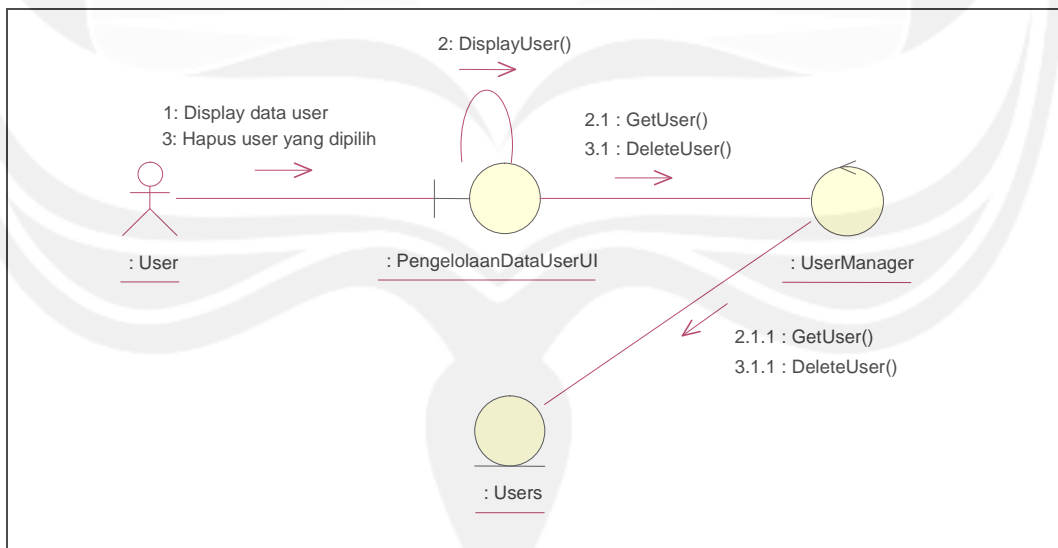 2: DisplayUser()
1: Display data user
3: Hapus user yang dipilih
2.1 : GetUser()
3.1 : DeleteUser()
: User
: PengelolaanDataUserUI
: UserManager
2.1.1 : GetUser()
3.1.1 : DeleteUser()
: Users